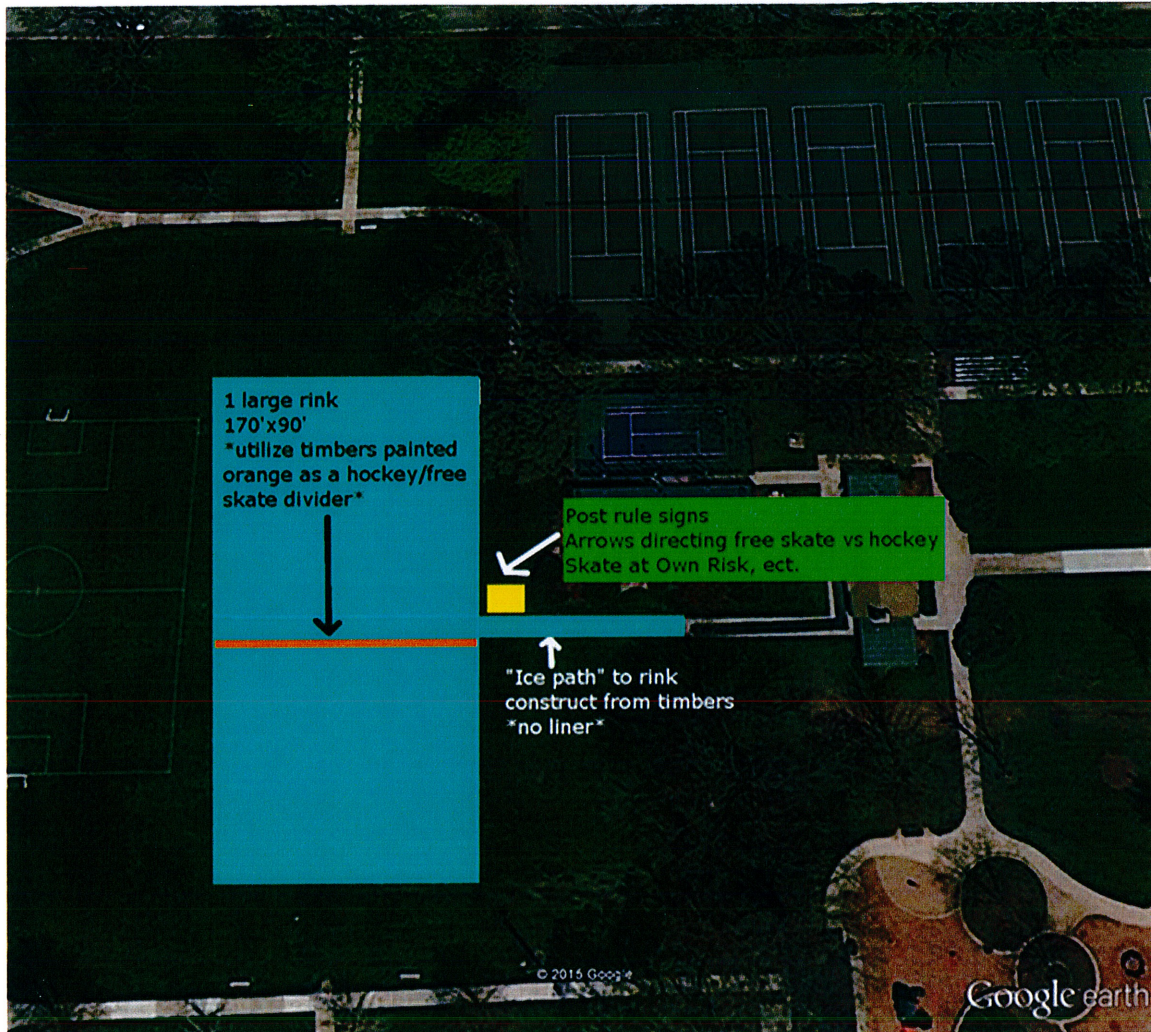 1 large rink
170'x90'
*utilize timbers painted
orange as a hockey/free
skate divider*
Post rule signs
Arrows directing free skate vs hockey
Skate at Own Risk, ect.
"Ice path" to rink
construct from timbers
*no liner*
© 2015 Google
Google earth